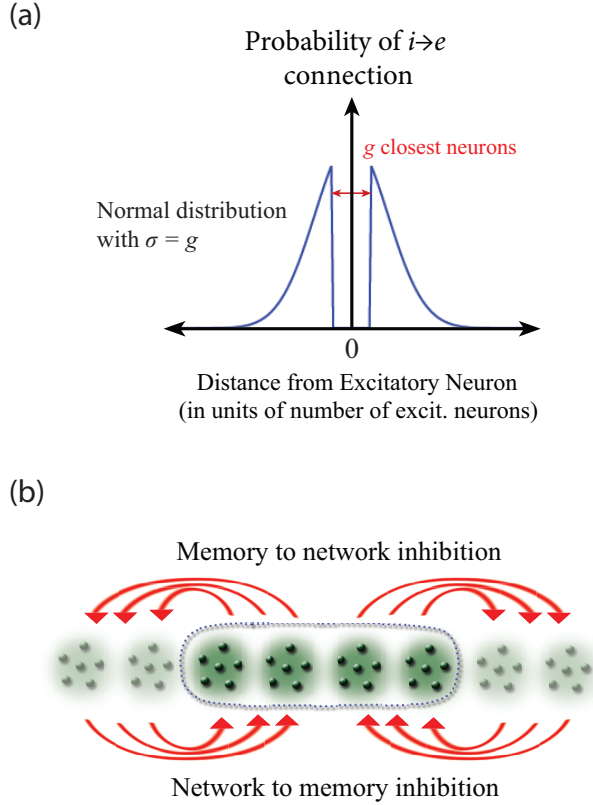 (a)
Probability of i→e
connection
g closest neurons
Normal distribution
with σ = g
0
Distance from Excitatory Neuron
(in units of number of excit. neurons)
(b)
Memory to network inhibition
Network to memory inhibition